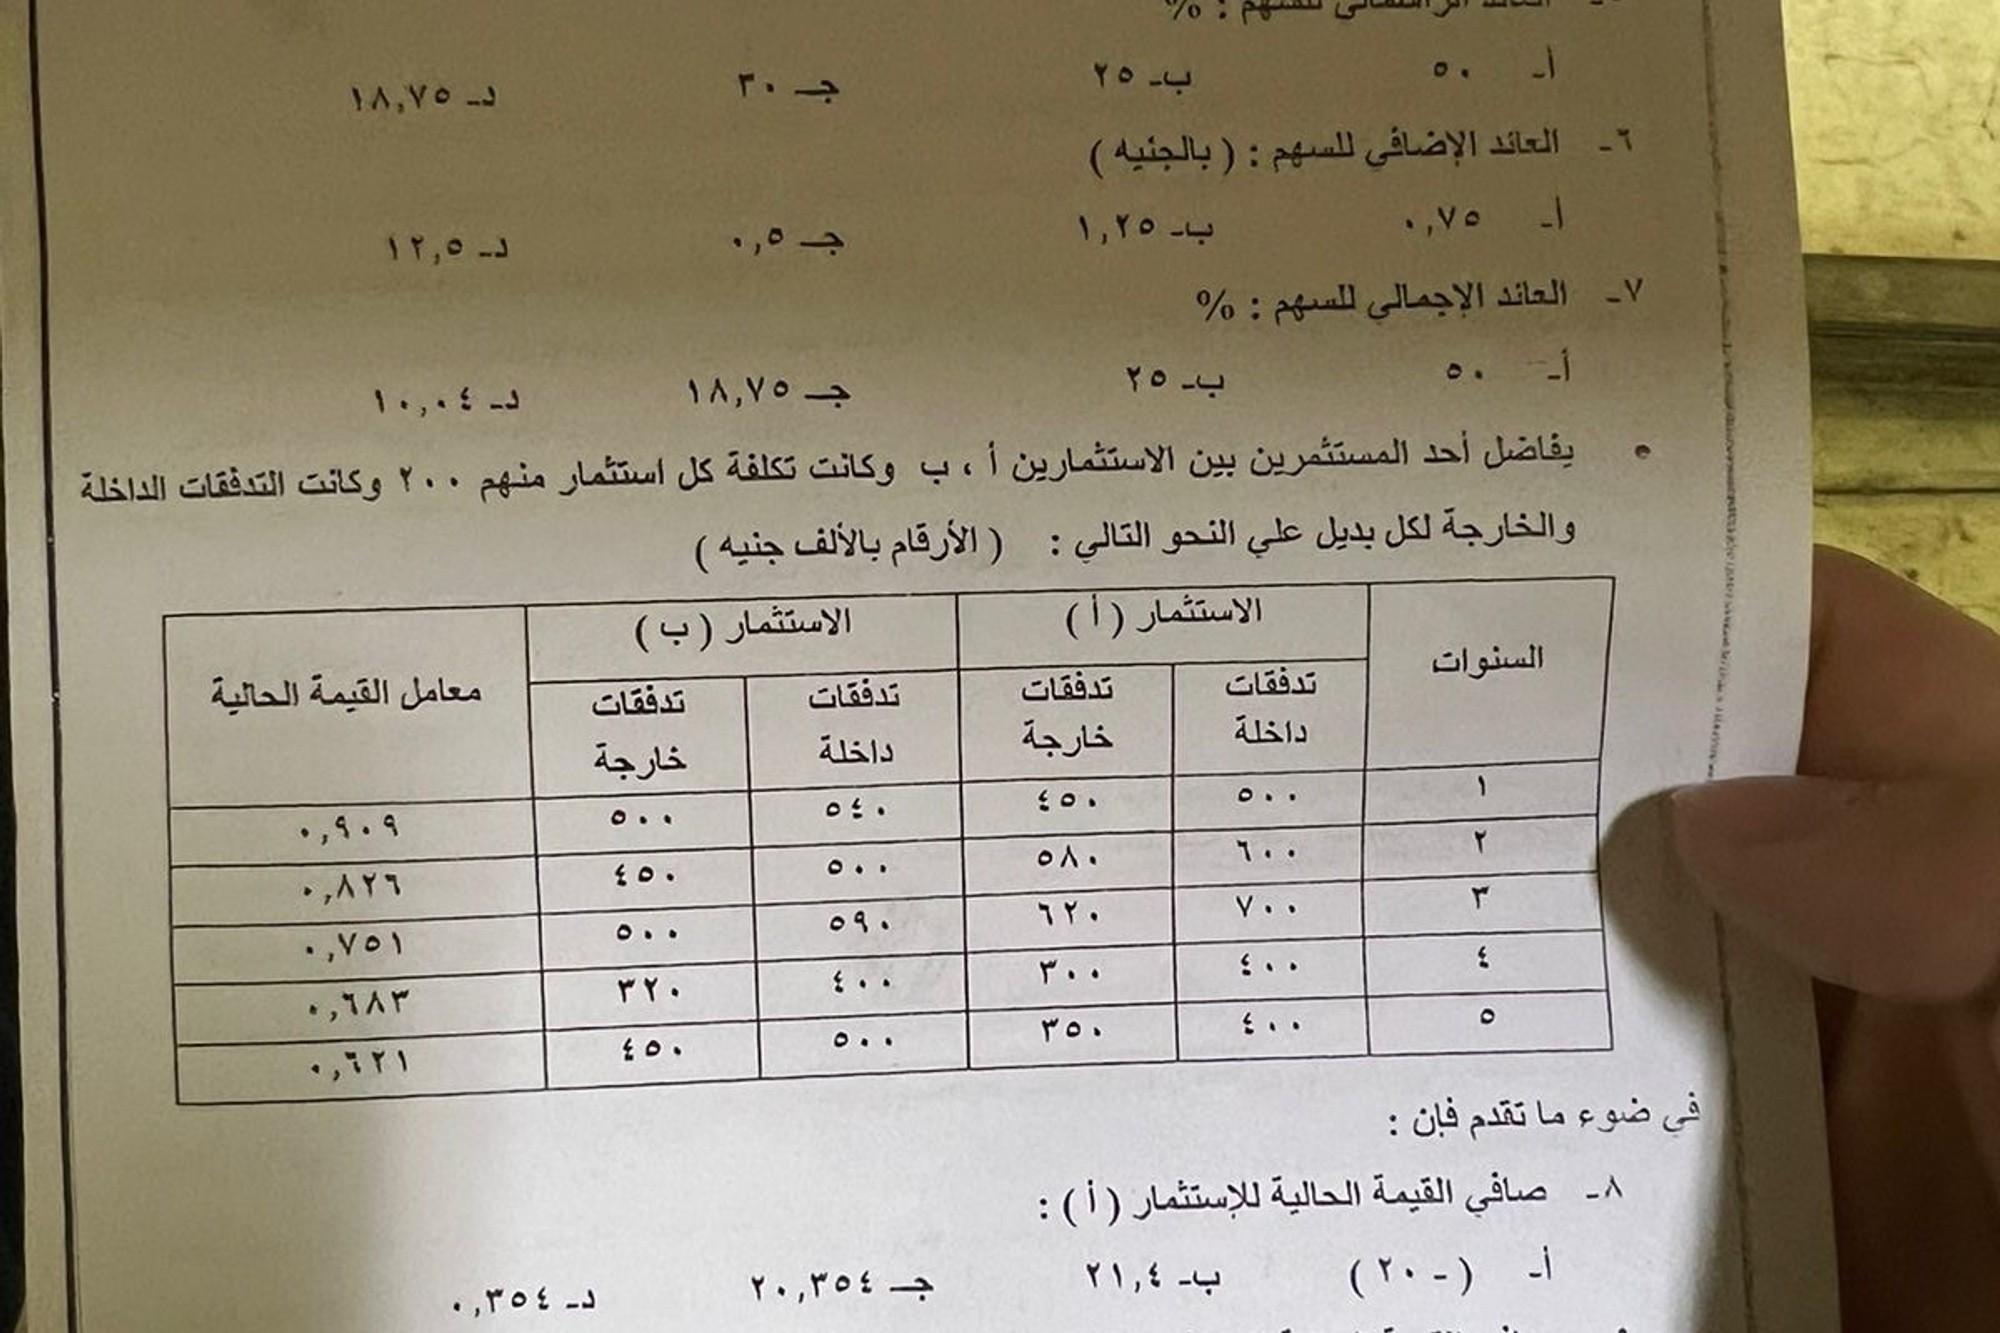 العائد الرأسمالي للسهم : %
أ- ٥٠ ب- ٢٥ جـ ٣٠ د- ١٨,٧٥
٦- العائد الإضافي للسهم : ( بالجنيه )
أ- ٠,٧٥ ب- ١,٢٥ جـ ٠,٥ د- ١٢,٥
٧- العائد الإجمالي للسهم : %
أ- ٥٠ ب- ٢٥ جـ ١٨,٧٥ د- ١٠,٠٤
• يفاضل أحد المستثمرين بين الاستثمارين أ ، ب وكانت تكلفة كل استثمار منهم ٢٠٠ وكانت التدفقات الداخلة
والخارجة لكل بديل علي النحو التالي : ( الأرقام بالألف جنيه )
السنوات الاستثمار ( أ ) الاستثمار ( ب ) معامل القيمة الحالية
تدفقات داخلة تدفقات خارجة تدفقات داخلة تدفقات خارجة
١ ٥٠٠ ٤٥٠ ٥٤٠ ٥٠٠ ٠,٩٠٩
٢ ٦٠٠ ٥٨٠ ٥٠٠ ٤٥٠ ٠,٨٢٦
٣ ٧٠٠ ٦٢٠ ٥٩٠ ٥٠٠ ٠,٧٥١
٤ ٤٠٠ ٣٠٠ ٤٠٠ ٣٢٠ ٠,٦٨٣
٥ ٤٠٠ ٣٥٠ ٥٠٠ ٤٥٠ ٠,٦٢١
في ضوء ما تقدم فإن :
٨- صافي القيمة الحالية للإستثمار ( أ ) :
أ- ( - ٢٠ ) ب- ٢١,٤ جـ ٢٠,٣٥٤ د- ٠,٣٥٤